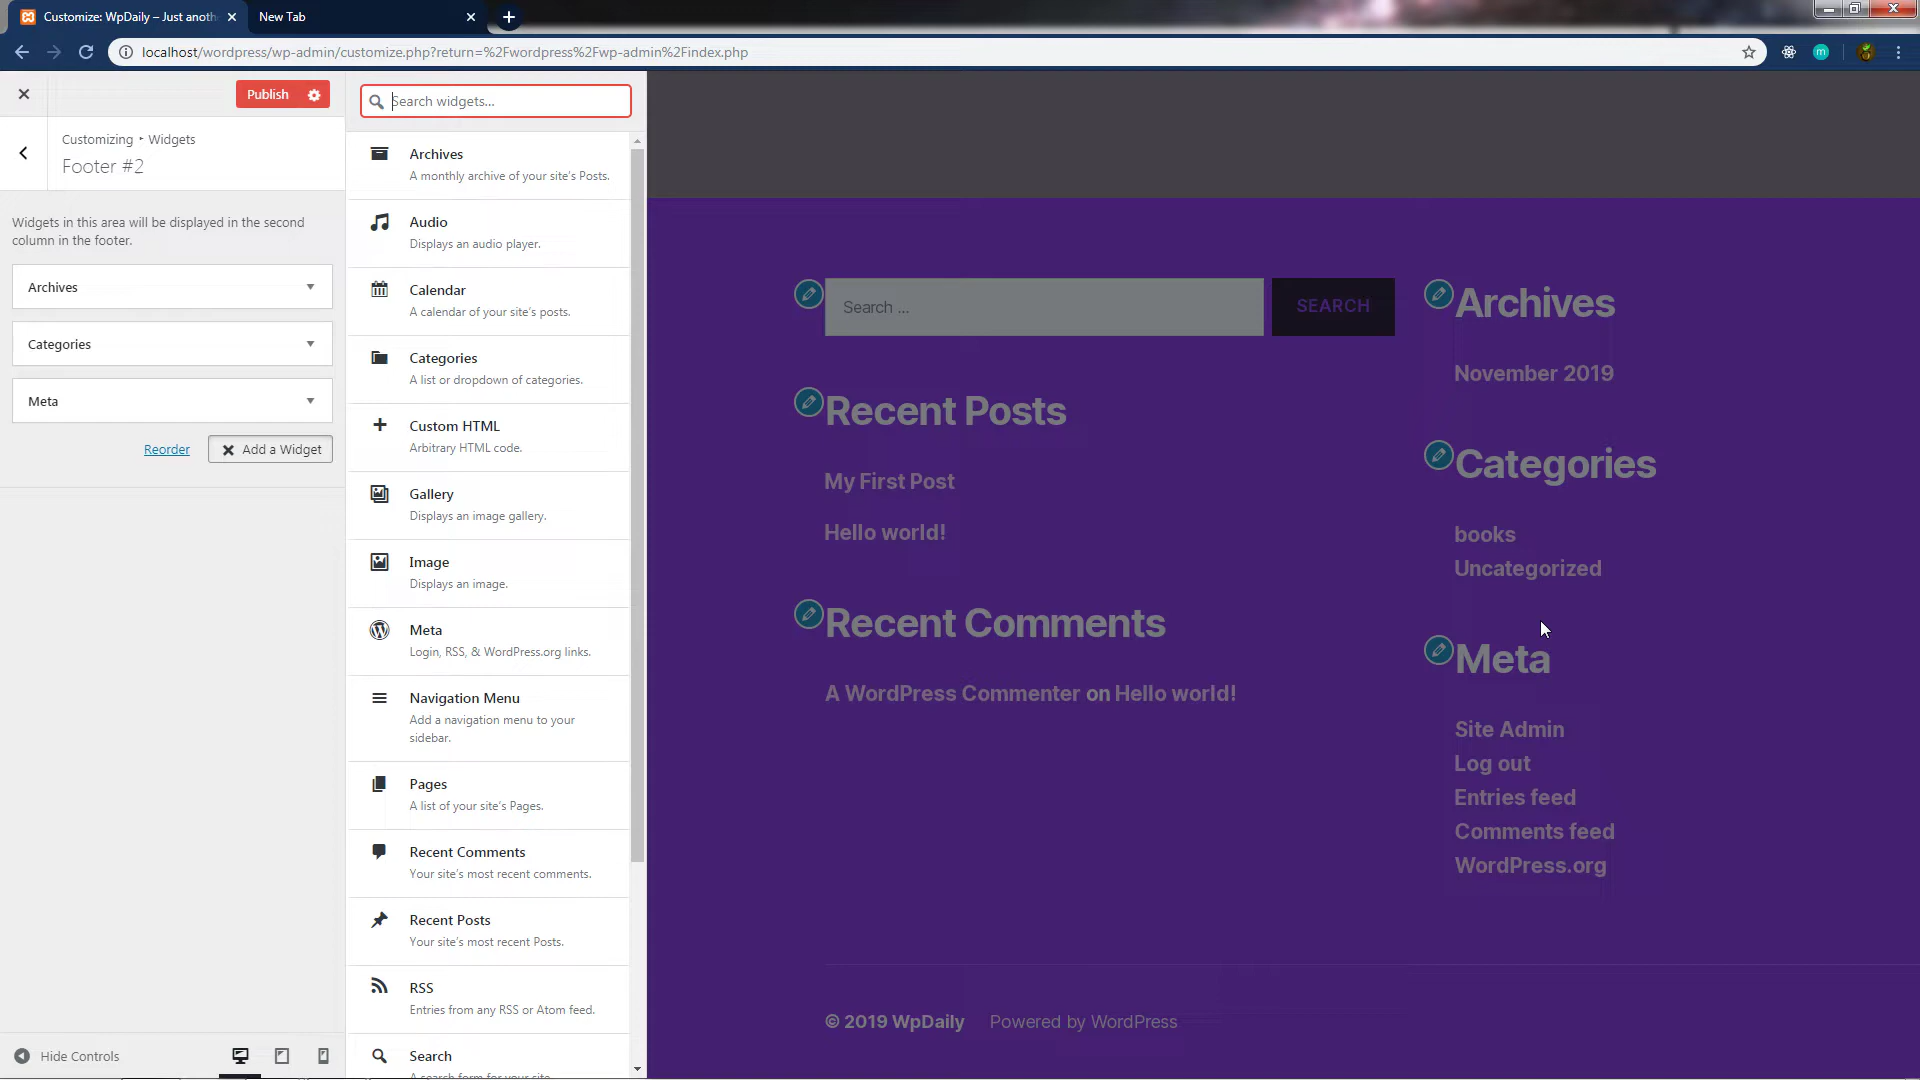 Customize: WpDaily – Just anoth
New Tab
localhost/wordpress/wp-admin/customize.php?return=%2Fwordpress%2Fwp-admin%2Findex.php
m
Publish
Customizing ‣ Widgets
Footer #2
Widgets in this area will be displayed in the second
column in the footer.
Archives
Categories
Meta
Reorder
Add a Widget
Hide Controls
Search widgets...
Archives
A monthly archive of your site's Posts.
Audio
Displays an audio player.
Calendar
A calendar of your site's posts.
Categories
A list or dropdown of categories.
Custom HTML
Arbitrary HTML code.
Gallery
Displays an image gallery.
Image
Displays an image.
Meta
Login, RSS, & WordPress.org links.
Navigation Menu
Add a navigation menu to your
sidebar.
Pages
A list of your site's Pages.
Recent Comments
Your site's most recent comments.
Recent Posts
Your site's most recent Posts.
RSS
Entries from any RSS or Atom feed.
Search
A search form for your site.
Search ...
SEARCH
Recent Posts
My First Post
Hello world!
Recent Comments
A WordPress Commenter on Hello world!
Archives
November 2019
Categories
books
Uncategorized
Meta
Site Admin
Log out
Entries feed
Comments feed
WordPress.org
© 2019 WpDaily
Powered by WordPress